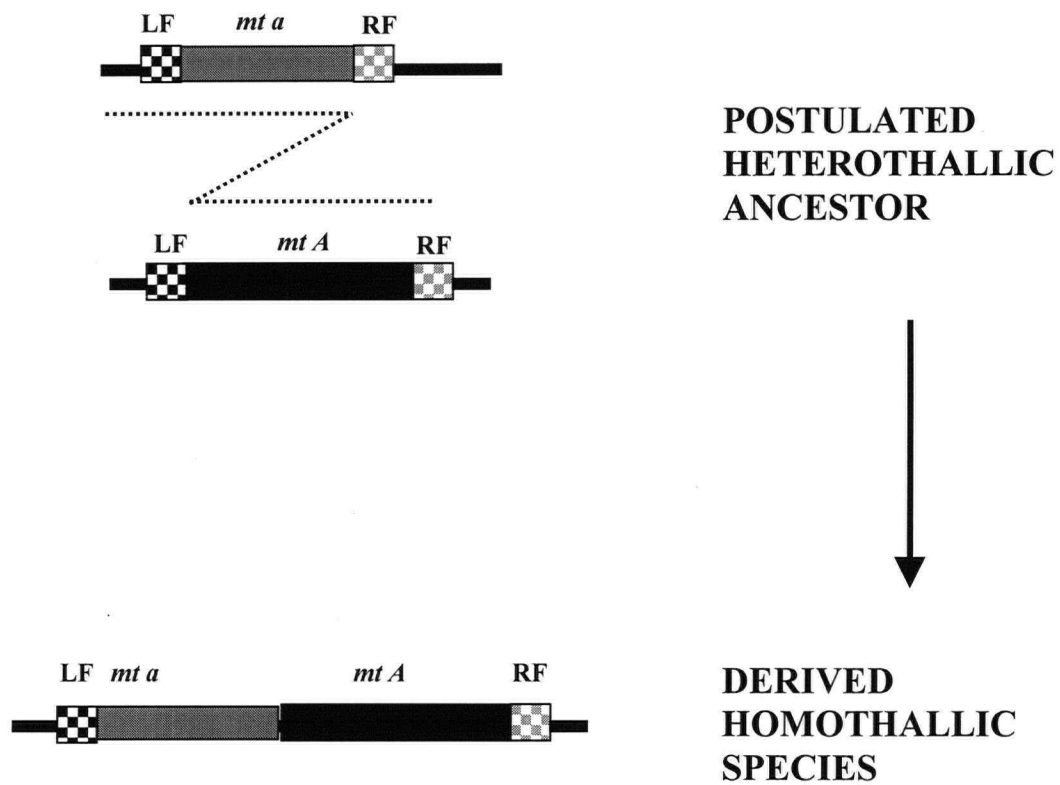 LF mt a RF
POSTULATED
HETEROTHALLIC
ANCESTOR
LF mt A RF
LF mt a mt A RF
DERIVED
HOMOTHALLIC
SPECIES